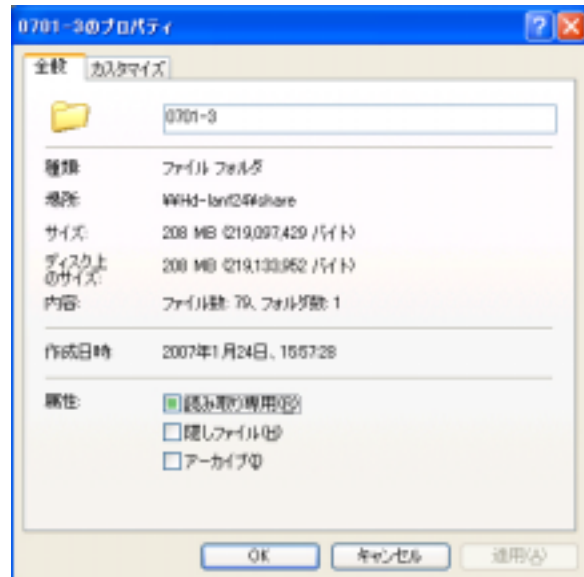 0701-3のプロパティ
全般 カスタマイズ
0701-3
種類: ファイル フォルダ
場所: ¥¥Hd-lanf24¥share
サイズ: 208 MB (219,097,429 バイト)
ディスク上
のサイズ: 208 MB (219,133,952 バイト)
内容: ファイル数: 79、フォルダ数: 1
作成日時: 2007年1月24日、15:57:28
属性: 読み取り専用(R)
隠しファイル(H)
アーカイブ(I)
OK キャンセル 適用(A)